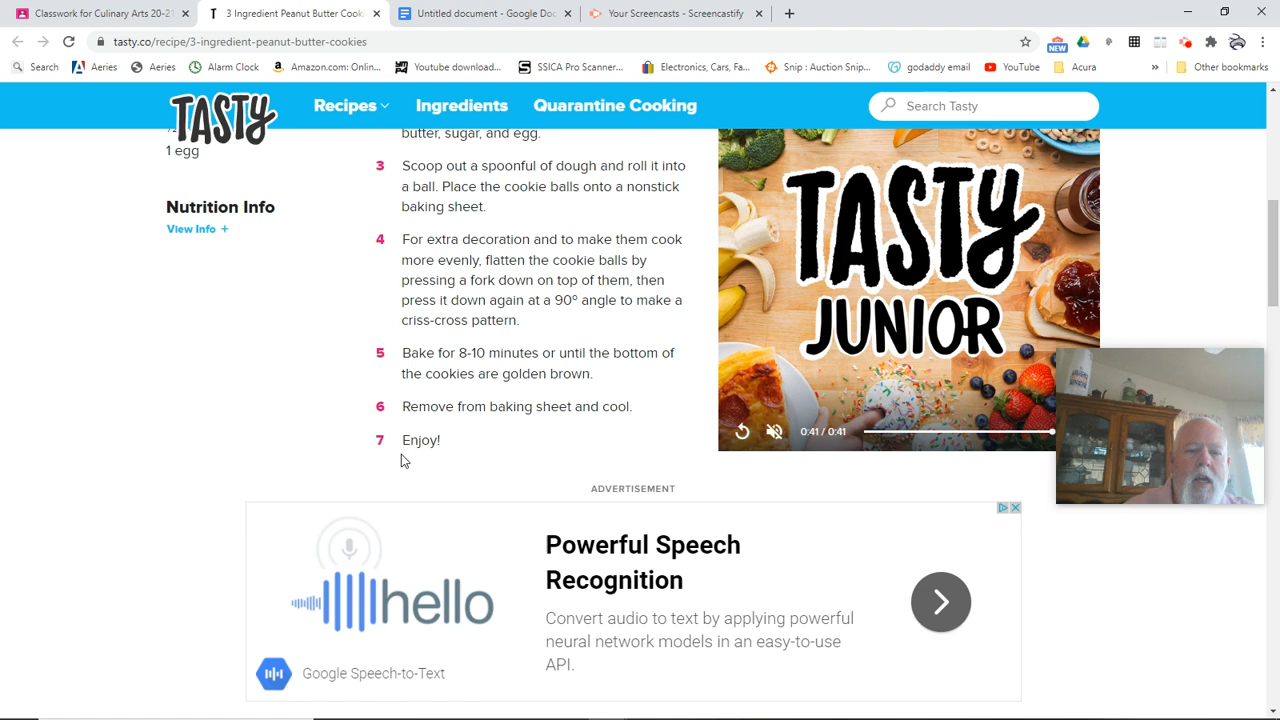 Classwork for Culinary Arts 20-21
3 Ingredient Peanut Butter Cook
Untitled document - Google Doc
Your Screencasts - Screencastify
tasty.co/recipe/3-ingredient-peanut-butter-cookies
NEW
Search
Aeries
Aeries
Alarm Clock
Amazon.com: Onlin...
Youtube download...
SSICA Pro Scanner...
Electronics, Cars, Fa...
Snip : Auction Snip...
godaddy email
YouTube
Acura
»
Other bookmarks
TASTY
Recipes
Ingredients
Quarantine Cooking
Search Tasty
1 egg
Nutrition Info
View Info +
butter, sugar, and egg.
3 Scoop out a spoonful of dough and roll it into
a ball. Place the cookie balls onto a nonstick
baking sheet.
4 For extra decoration and to make them cook
more evenly, flatten the cookie balls by
pressing a fork down on top of them, then
press it down again at a 90º angle to make a
criss-cross pattern.
5 Bake for 8-10 minutes or until the bottom of
the cookies are golden brown.
6 Remove from baking sheet and cool.
7 Enjoy!
TASTY
JUNIOR
0:41 / 0:41
ADVERTISEMENT
hello
Google Speech-to-Text
Powerful Speech
Recognition
Convert audio to text by applying powerful
neural network models in an easy-to-use
API.